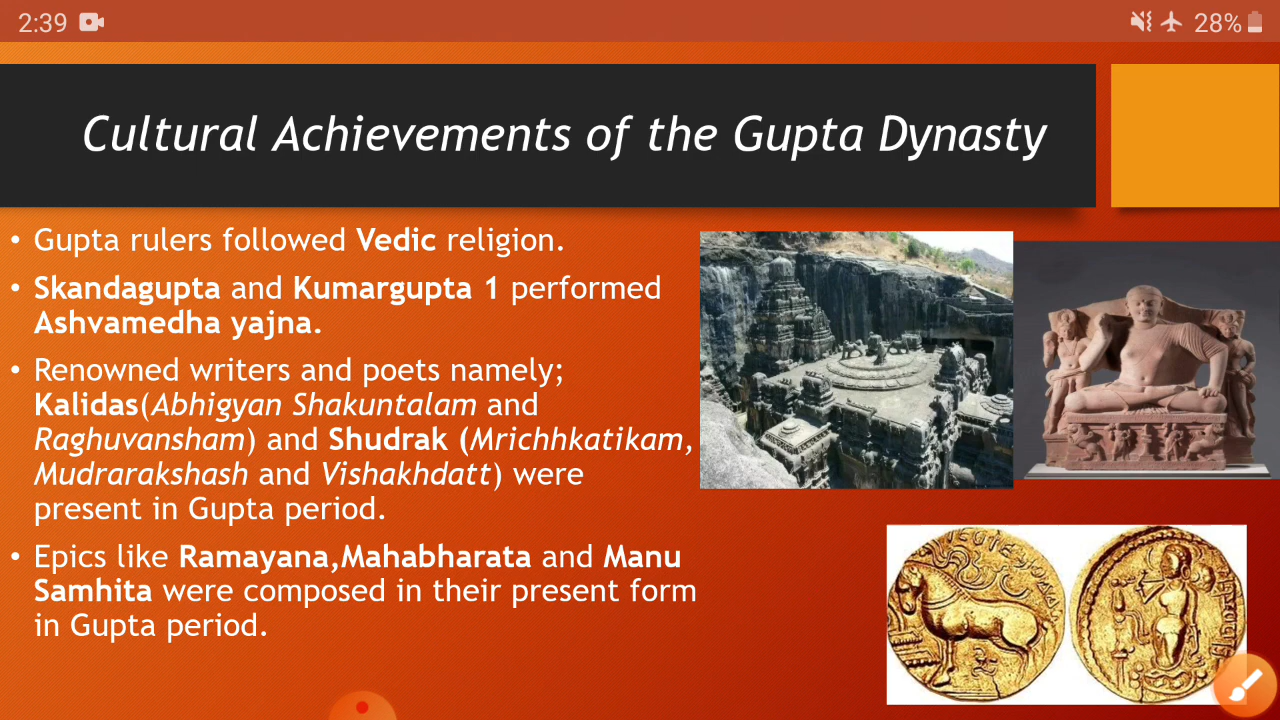 2:39
28%
Cultural Achievements of the Gupta Dynasty
• Gupta rulers followed Vedic religion.
• Skandagupta and Kumargupta 1 performed
Ashvamedha yajna.
• Renowned writers and poets namely;
Kalidas(Abhigyan Shakuntalam and
Raghuvansham) and Shudrak (Mrichhkatikam,
Mudrarakshash and Vishakhdatt) were
present in Gupta period.
• Epics like Ramayana,Mahabharata and Manu
Samhita were composed in their present form
in Gupta period.